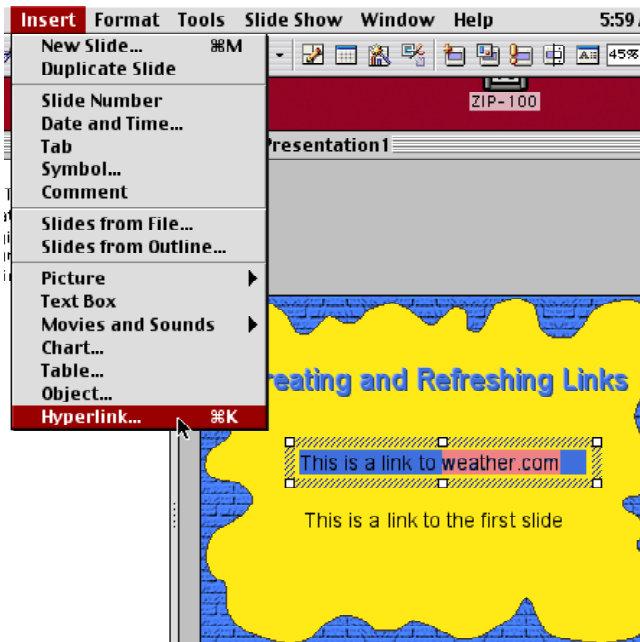 Insert Format Tools Slide Show Window Help 5:59
New Slide... ⌘M
Duplicate Slide
45%
Slide Number
ZIP-100
Date and Time...
Tab
Presentation1
Symbol...
Comment
Slides from File...
Slides from Outline...
Picture
Text Box
Movies and Sounds
Chart...
Table...
reating and Refreshing Links
Object...
Hyperlink... ⌘K
This is a link to weather.com
This is a link to the first slide